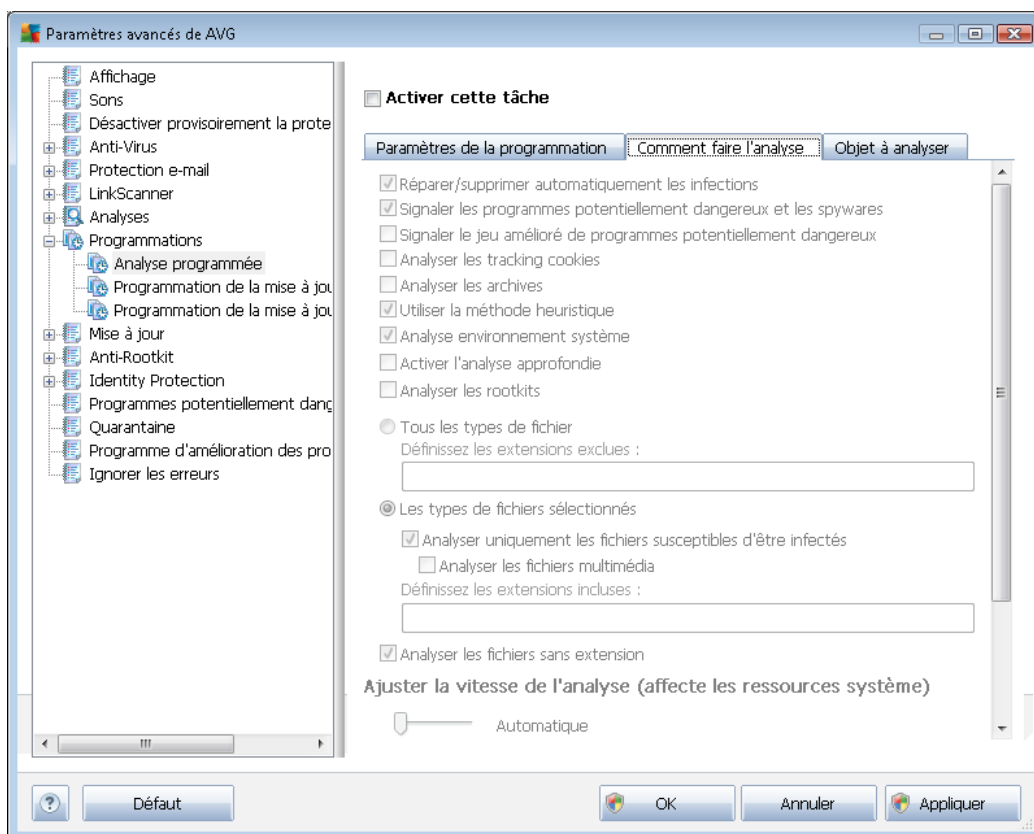 Paramètres avancés de AVG
Affichage
Sons
Désactiver provisoirement la prote
Anti-Virus
Protection e-mail
LinkScanner
Analyses
Programmations
Analyse programmée
Programmation de la mise à jou
Programmation de la mise à jou
Mise à jour
Anti-Rootkit
Identity Protection
Programmes potentiellement dang
Quarantaine
Programme d'amélioration des pro
Ignorer les erreurs
Activer cette tâche
Paramètres de la programmation
Comment faire l'analyse
Objet à analyser
Réparer/supprimer automatiquement les infections
Signaler les programmes potentiellement dangereux et les spywares
Signaler le jeu amélioré de programmes potentiellement dangereux
Analyser les tracking cookies
Analyser les archives
Utiliser la méthode heuristique
Analyse environnement système
Activer l'analyse approfondie
Analyser les rootkits
Tous les types de fichier
Définissez les extensions exclues :
Les types de fichiers sélectionnés
Analyser uniquement les fichiers susceptibles d'être infectés
Analyser les fichiers multimédia
Définissez les extensions incluses :
Analyser les fichiers sans extension
Ajuster la vitesse de l'analyse (affecte les ressources système)
Automatique
?
Défaut
OK
Annuler
Appliquer